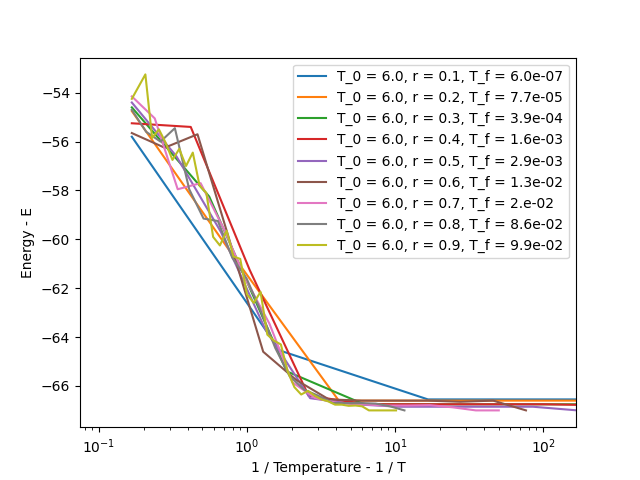 T_0 = 6.0, r = 0.1, T_f = 6.0e-07
T_0 = 6.0, r = 0.2, T_f = 7.7e-05
T_0 = 6.0, r = 0.3, T_f = 3.9e-04
T_0 = 6.0, r = 0.4, T_f = 1.6e-03
T_0 = 6.0, r = 0.5, T_f = 2.9e-03
T_0 = 6.0, r = 0.6, T_f = 1.3e-02
T_0 = 6.0, r = 0.7, T_f = 2.e-02
T_0 = 6.0, r = 0.8, T_f = 8.6e-02
T_0 = 6.0, r = 0.9, T_f = 9.9e-02
−54
−56
−58
−60
−62
−64
−66
Energy - E
10⁻¹ 10⁰ 10¹ 10²
1 / Temperature - 1 / T